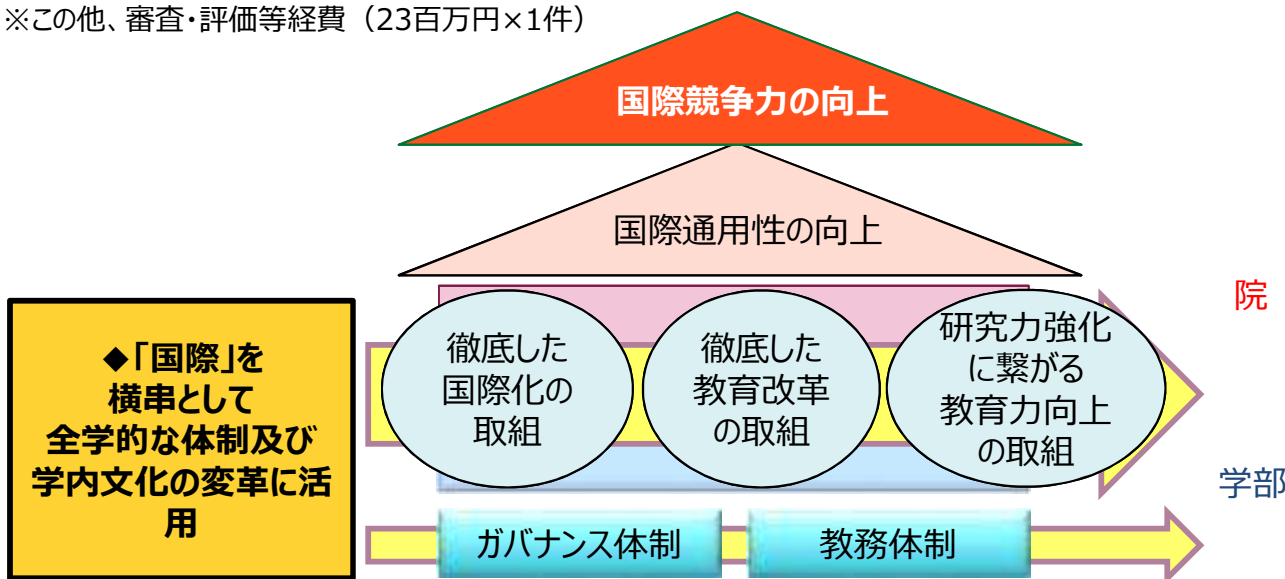 ※この他、審査・評価等経費（23百万円×1件）
国際競争力の向上
国際通用性の向上
院
◆「国際」を
横串として
全学的な体制及び
学内文化の変革に活
用
徹底した
国際化の
取組
徹底した
教育改革
の取組
研究力強化
に繋がる
教育力向上
の取組
学部
ガバナンス体制
教務体制